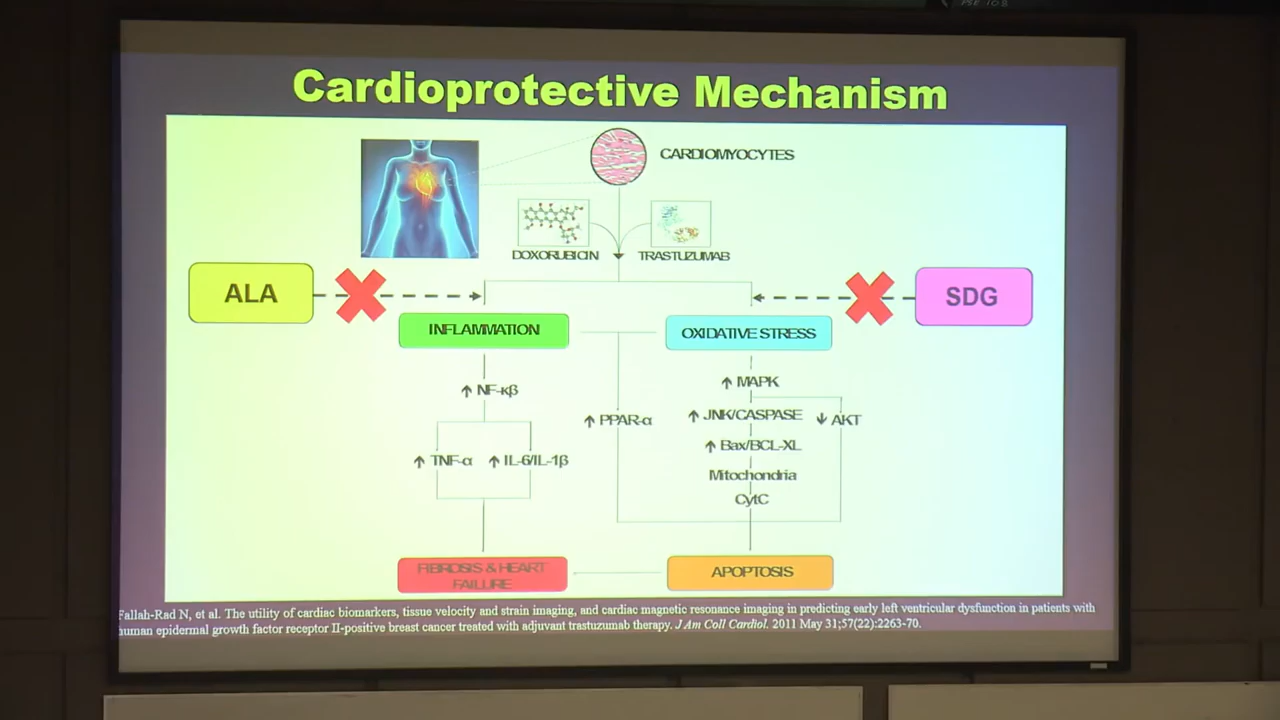 Cardioprotective Mechanism
CARDIOMYOCYTES
DOXORUBICIN
TRASTUZUMAB
ALA
SDG
INFLAMMATION
OXIDATIVE STRESS
↑ NF-κβ
↑ MAPK
↑ PPAR-α
↑ JNK/CASPASE
↓ AKT
↑ Bax/BCL-XL
↑ TNF-α
↑ IL-6/IL-1β
Mitochondria
CytC
FIBROSIS & HEART
FAILURE
APOPTOSIS
Fallah-Rad N, et al. The utility of cardiac biomarkers, tissue velocity and strain imaging, and cardiac magnetic resonance imaging in predicting early left ventricular dysfunction in patients with
human epidermal growth factor receptor II-positive breast cancer treated with adjuvant trastuzumab therapy. J Am Coll Cardiol. 2011 May 31;57(22):2263-70.